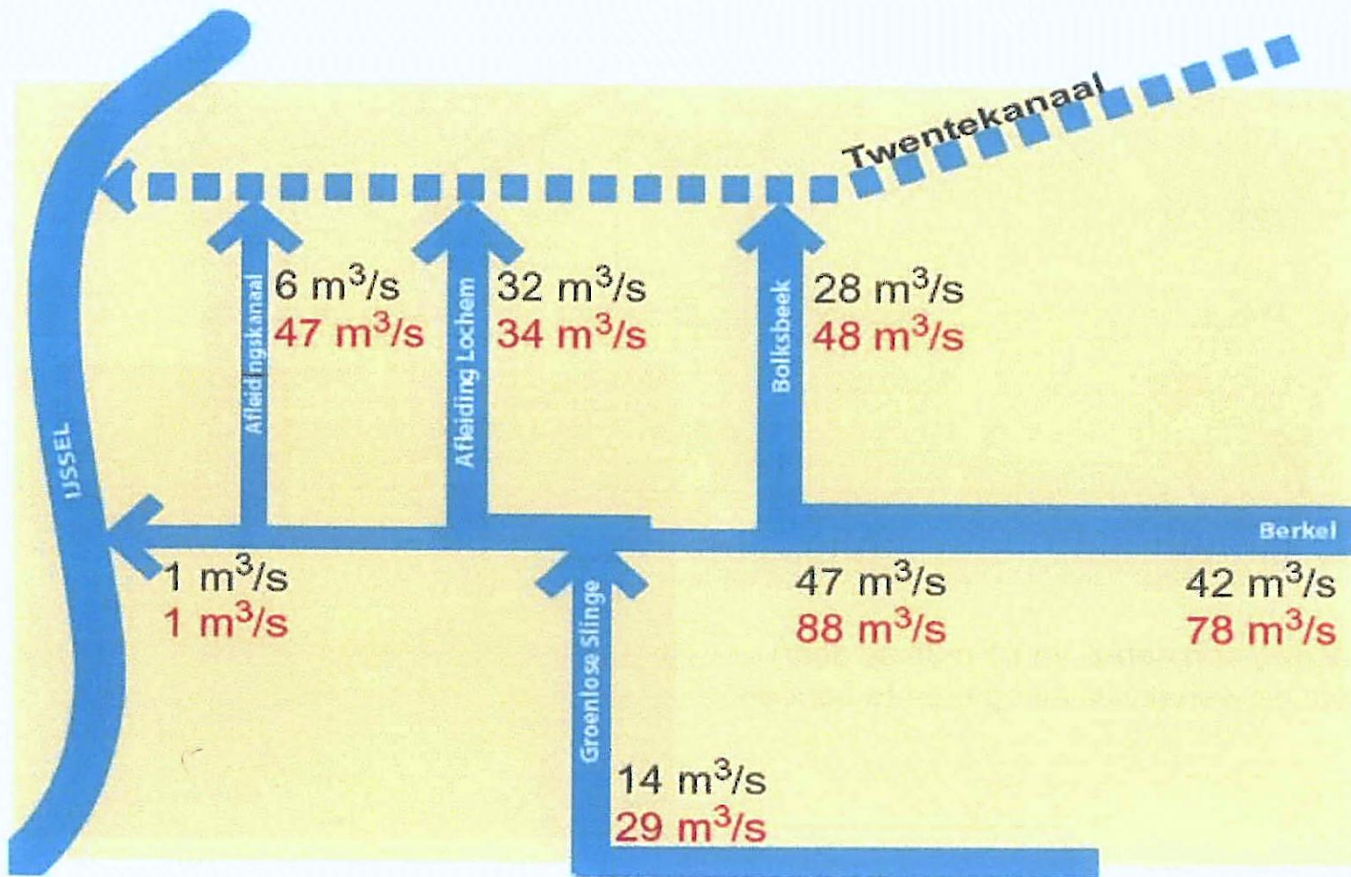 Twentekanaal
6 m³/s
47 m³/s
32 m³/s
34 m³/s
28 m³/s
48 m³/s
Afleidingskanaal
Afleiding Lochem
Bolksbeek
IJSSEL
Berkel
1 m³/s
1 m³/s
47 m³/s
88 m³/s
42 m³/s
78 m³/s
Groenlose Slinge
14 m³/s
29 m³/s